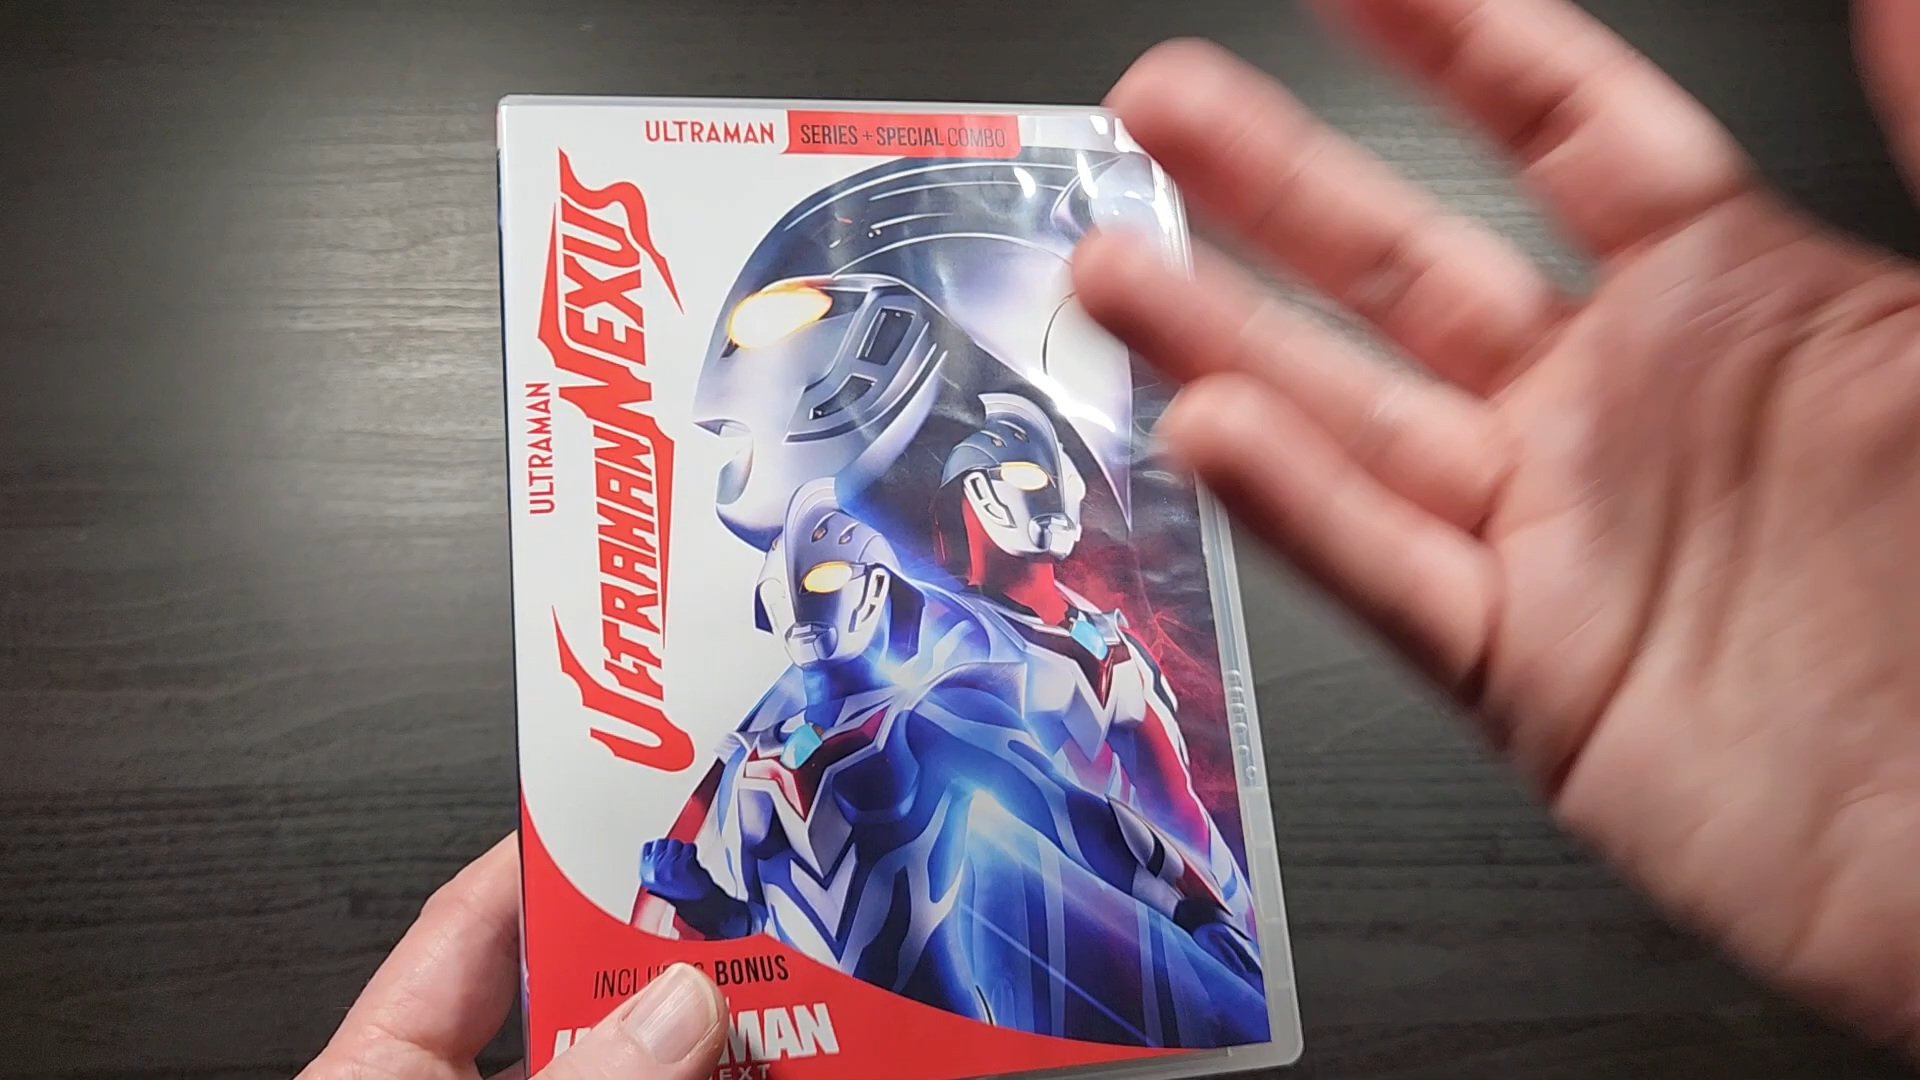 ULTRAMAN SERIES + SPECIAL COMBO
ULTRAMAN
ULTRAMAN NEXUS
BONUS